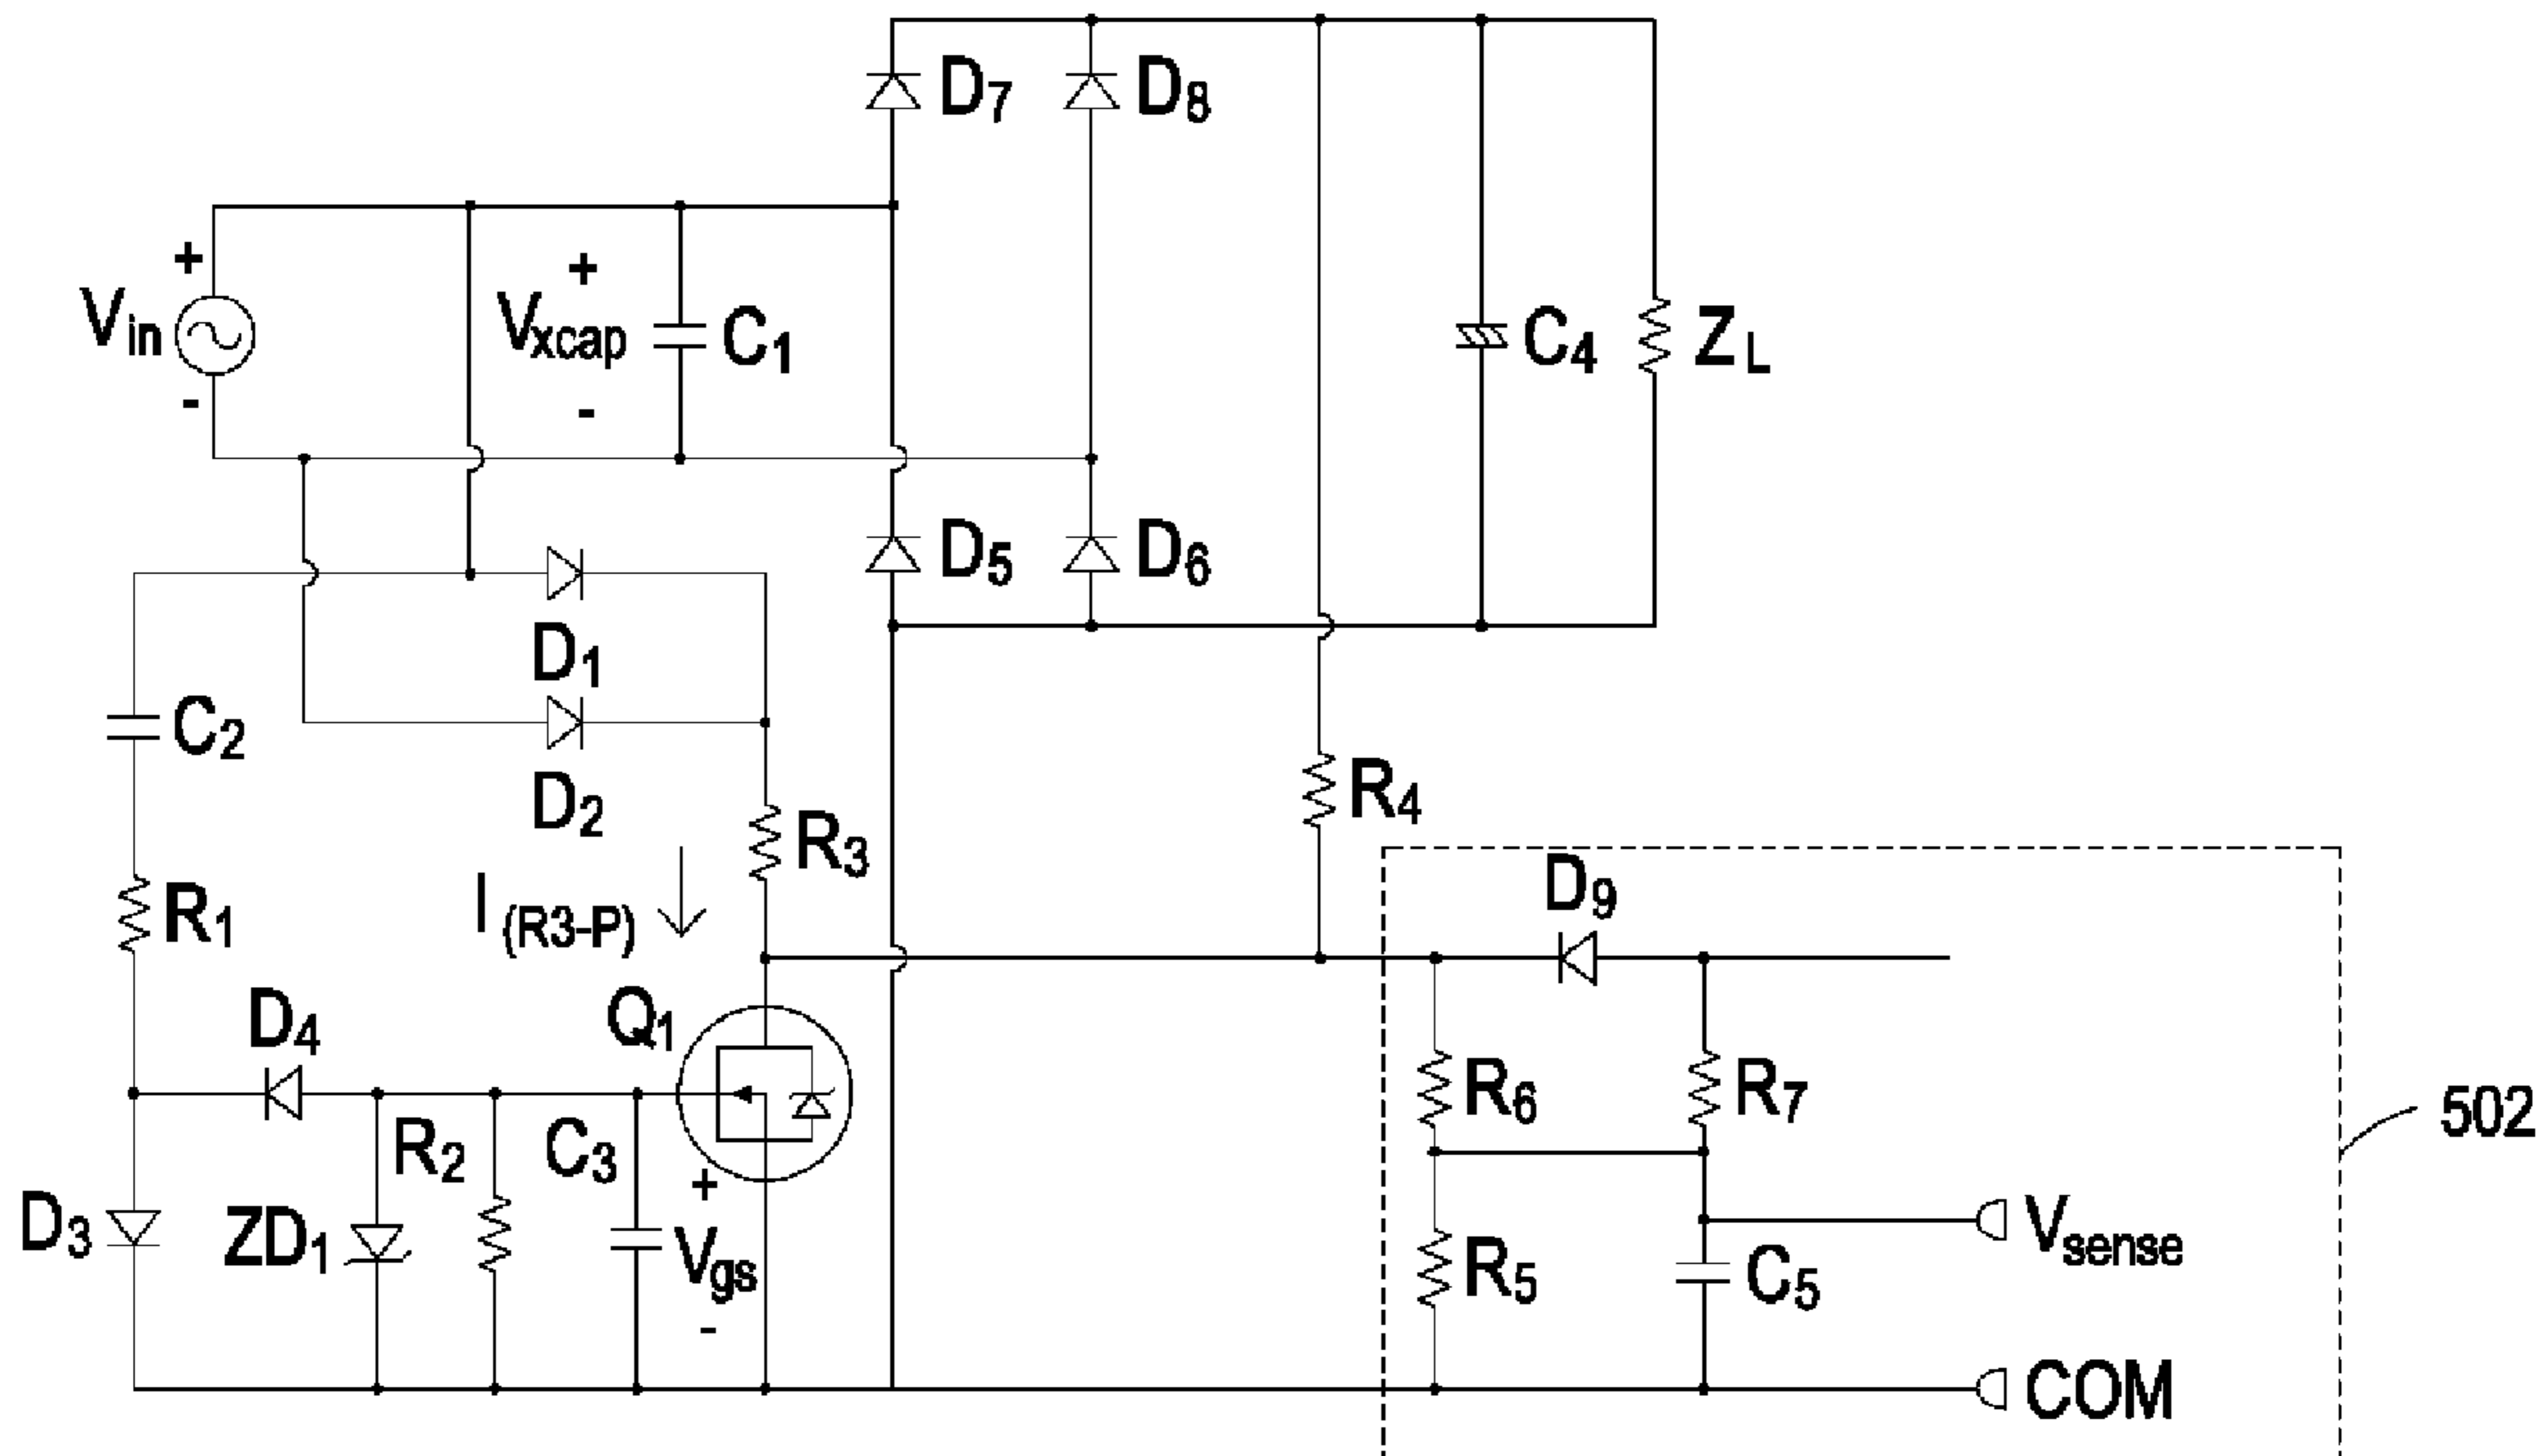 D7
D8
+
Vin
-
+
Vxcap
-
C1
C4
ZL
D5
D6
D1
C2
D2
R3
R4
D9
R1
I(R3-P)
D4
Q1
R6
R7
502
R2
C3
+
D3
ZD1
Vgs
-
R5
C5
Vsense
COM